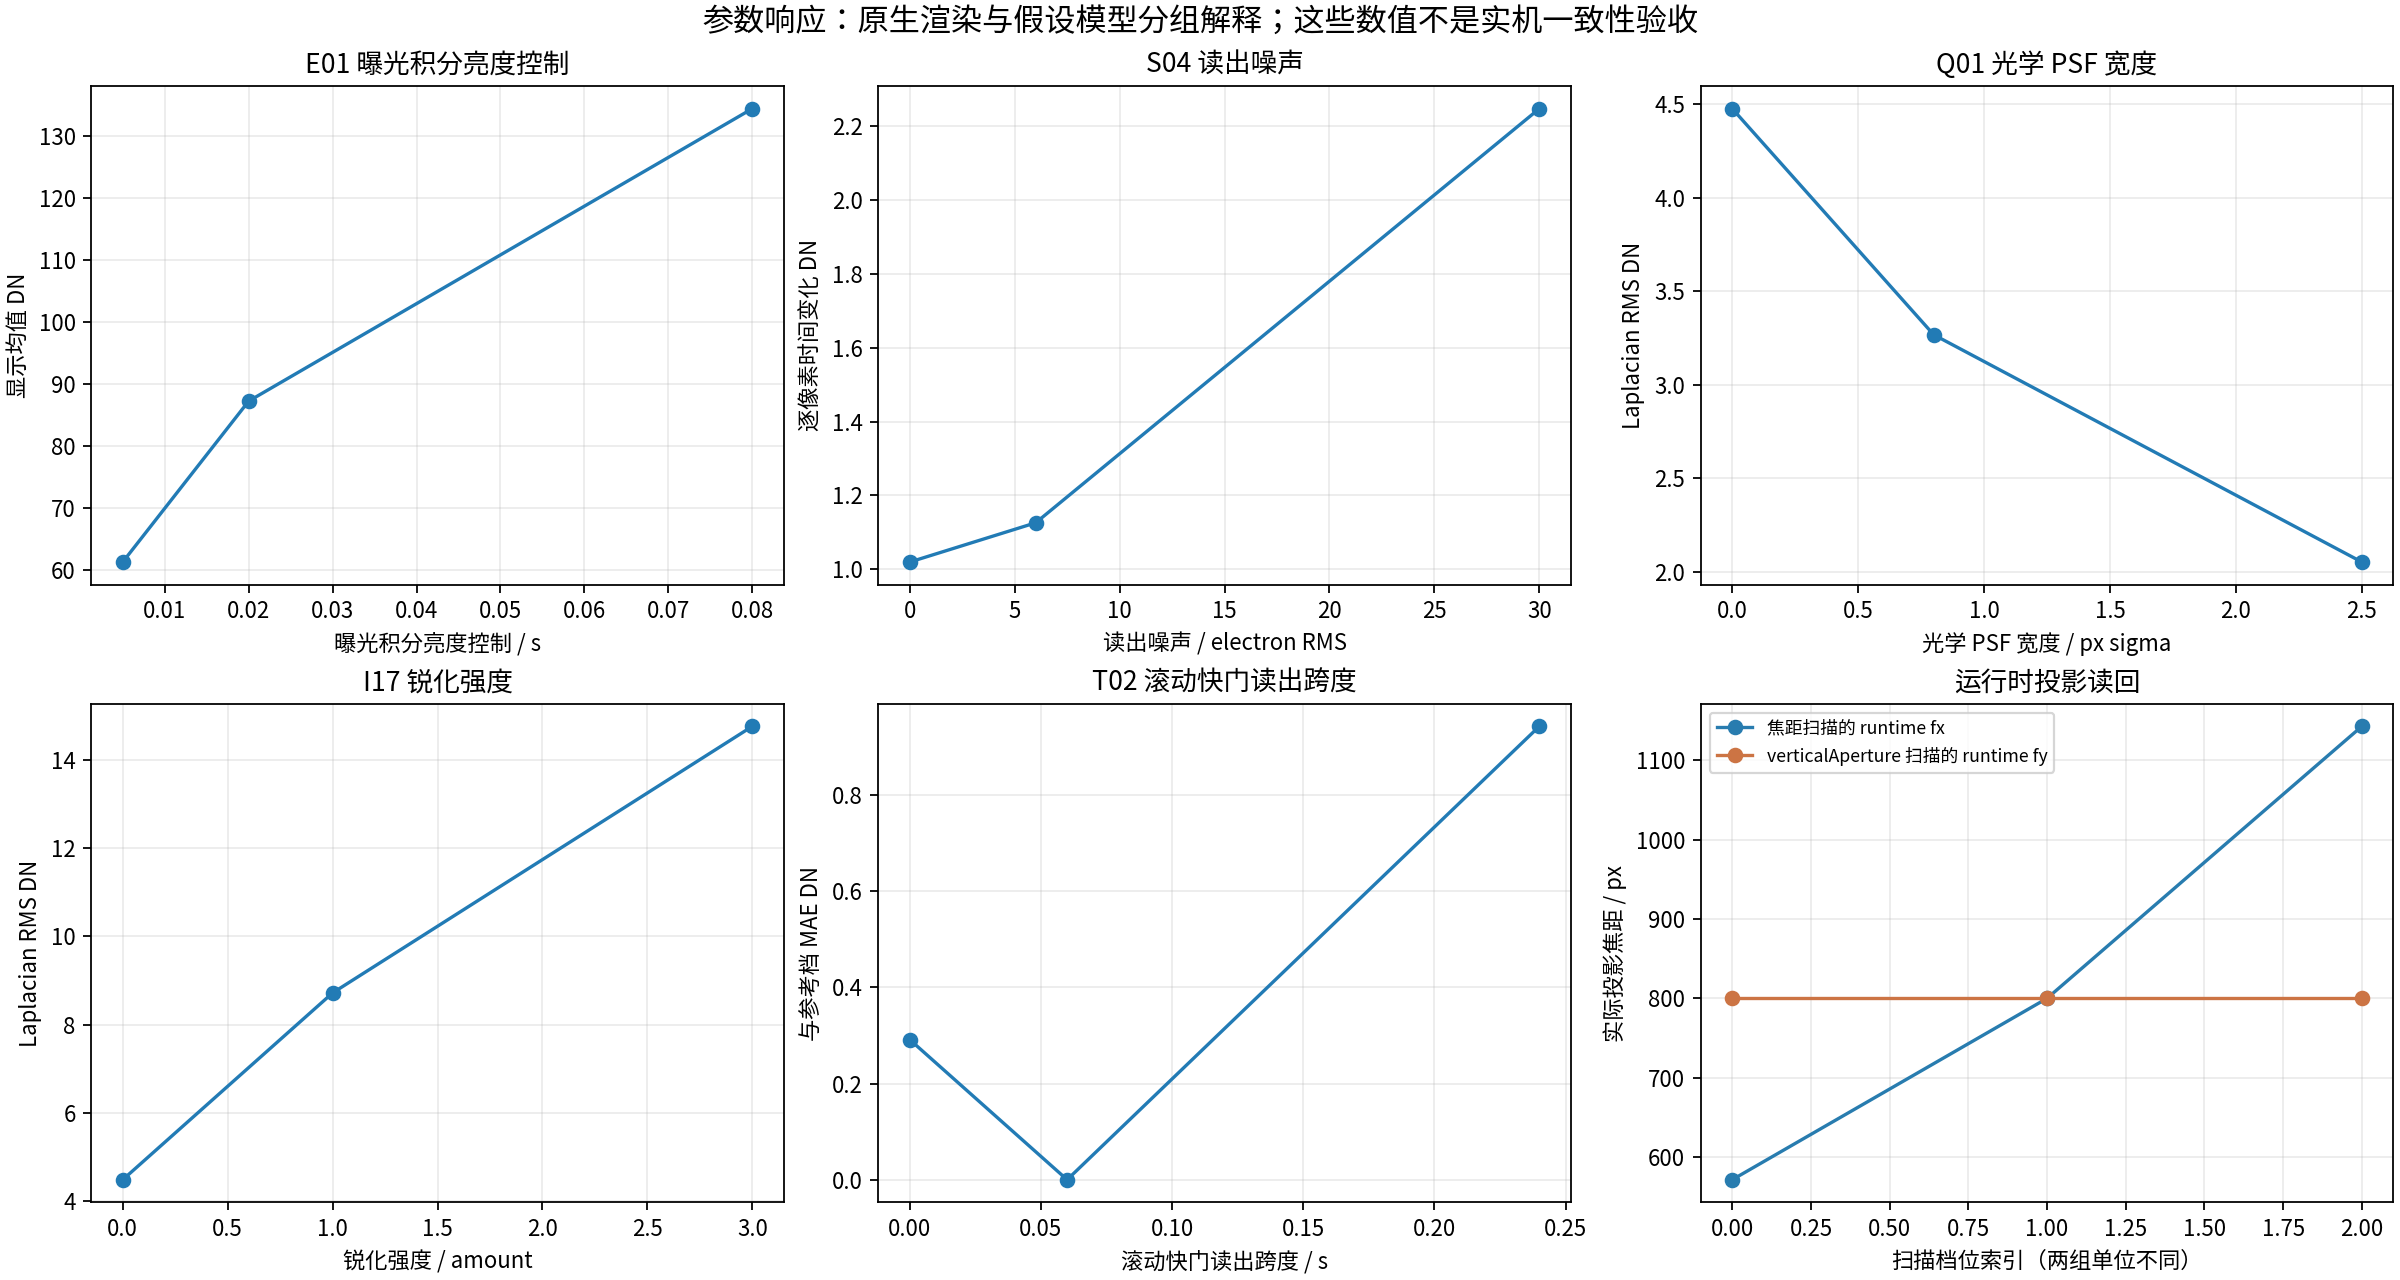 参数响应：原生渲染与假设模型分组解释；这些数值不是实机一致性验收
E01 曝光积分亮度控制
130
120
110
100
90
80
70
60
显示均值 DN
0.01 0.02 0.03 0.04 0.05 0.06 0.07 0.08
曝光积分亮度控制 / s
S04 读出噪声
2.2
2.0
1.8
1.6
1.4
1.2
1.0
逐像素时间变化 DN
0 5 10 15 20 25 30
读出噪声 / electron RMS
Q01 光学 PSF 宽度
4.5
4.0
3.5
3.0
2.5
2.0
Laplacian RMS DN
0.0 0.5 1.0 1.5 2.0 2.5
光学 PSF 宽度 / px sigma
I17 锐化强度
14
12
10
8
6
4
Laplacian RMS DN
0.0 0.5 1.0 1.5 2.0 2.5 3.0
锐化强度 / amount
T02 滚动快门读出跨度
0.8
0.6
0.4
0.2
0.0
与参考档 MAE DN
0.00 0.05 0.10 0.15 0.20 0.25
滚动快门读出跨度 / s
运行时投影读回
焦距扫描的 runtime fx
verticalAperture 扫描的 runtime fy
1100
1000
900
800
700
600
实际投影焦距 / px
0.00 0.25 0.50 0.75 1.00 1.25 1.50 1.75 2.00
扫描档位索引（两组单位不同）